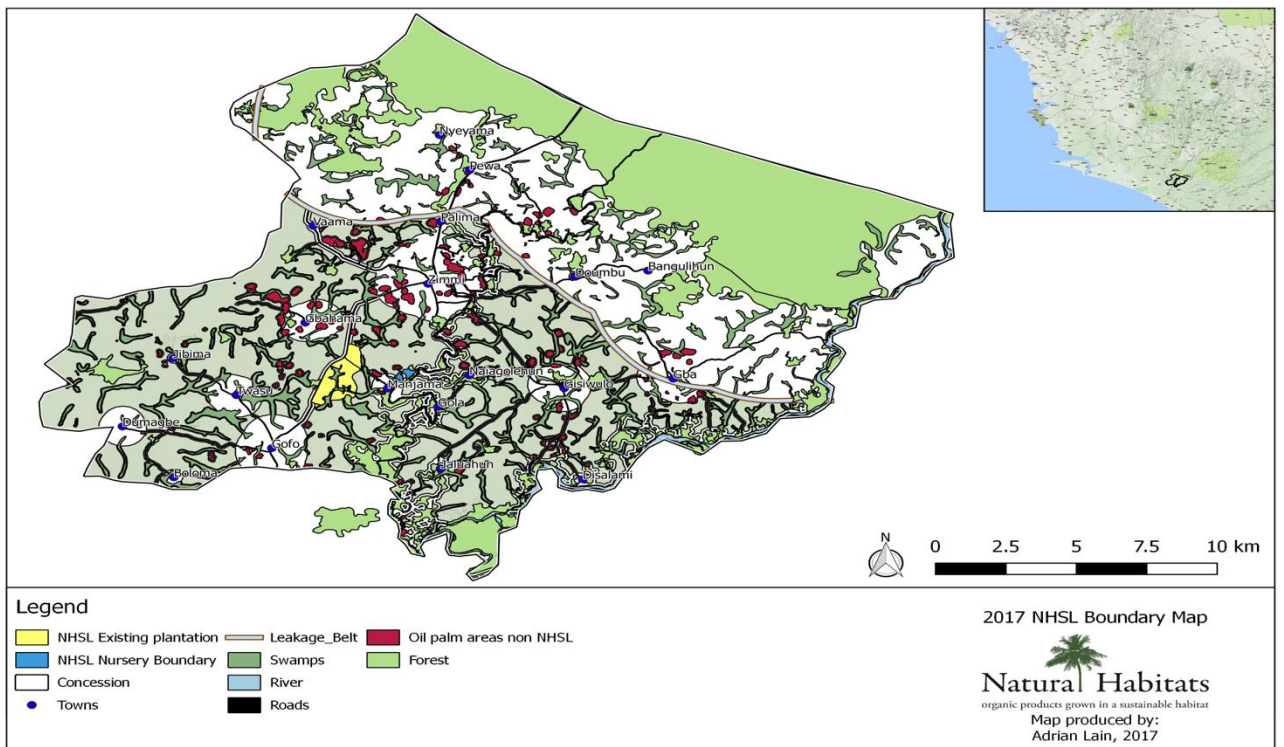 Nyeyama
Pewa
Vaama
Palima
Doumbu
Bangulihun
Zimmi
Gbahama
Jibima
Naiagolehun
Gba
Manjama
Gisiwulo
Twasu
Gola
Dumagbe
Gofo
Jaluahun
Boloma
Disalami
N
0 2.5 5 7.5 10 km
Legend
NHSL Existing plantation
Leakage_Belt
Oil palm areas non NHSL
NHSL Nursery Boundary
Swamps
Forest
Concession
River
Towns
Roads
2017 NHSL Boundary Map
Natural Habitats
organic products grown in a sustainable habitat
Map produced by:
Adrian Lain, 2017